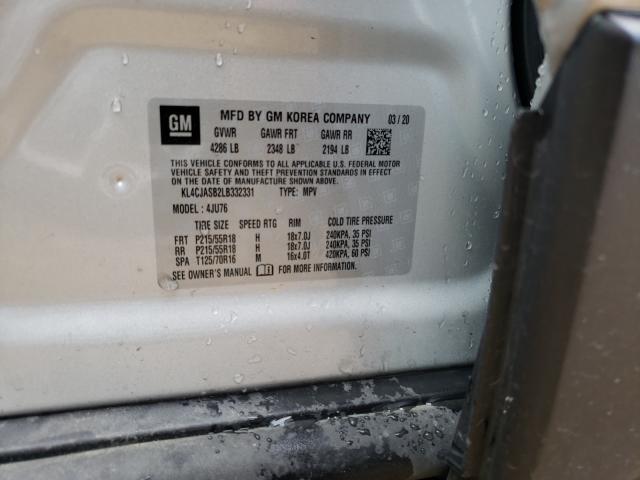 GM
MFD BY GM KOREA COMPANY 03/20
GVWR GAWR FRT GAWR RR
4286 LB 2348 LB 2194 LB
THIS VEHICLE CONFORMS TO ALL APPLICABLE U.S. FEDERAL MOTOR
VEHICLE SAFETY AND THEFT PREVENTION STANDARDS IN EFFECT
ON THE DATE OF MANUFACTURE SHOWN ABOVE.
KL4CJASB2LB332331 TYPE: MPV
MODEL: 4JU76
TIRE SIZE SPEED RTG RIM COLD TIRE PRESSURE
FRT P215/55R18 H 18x7.0J 240KPA, 35 PSI
RR P215/55R18 H 18x7.0J 240KPA, 35 PSI
SPA T125/70R16 M 16x4.0T 420KPA, 60 PSI
SEE OWNER'S MANUAL FOR MORE INFORMATION.